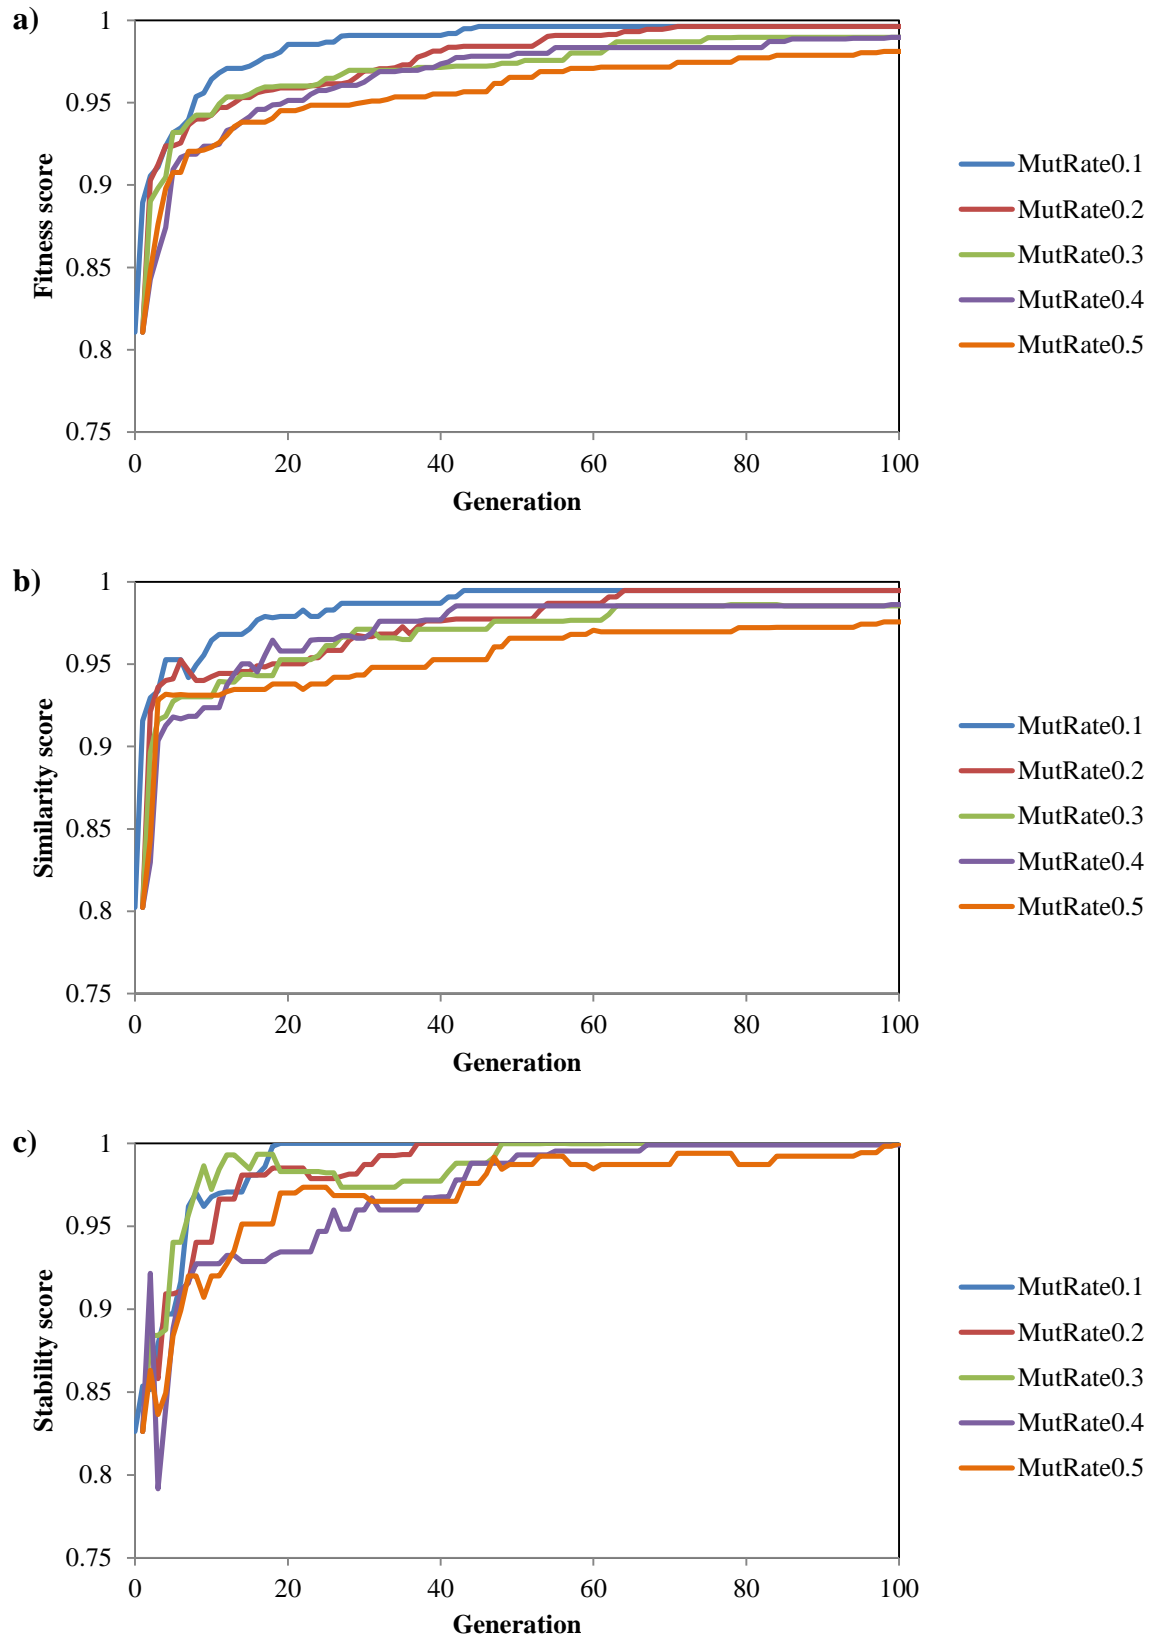 a)
1
0.95
0.9
0.85
0.8
0.75
Fitness score
0 20 40 60 80 100
Generation
MutRate0.1
MutRate0.2
MutRate0.3
MutRate0.4
MutRate0.5
b)
1
0.95
0.9
0.85
0.8
0.75
Similarity score
0 20 40 60 80 100
Generation
MutRate0.1
MutRate0.2
MutRate0.3
MutRate0.4
MutRate0.5
c)
1
0.95
0.9
0.85
0.8
0.75
Stability score
0 20 40 60 80 100
Generation
MutRate0.1
MutRate0.2
MutRate0.3
MutRate0.4
MutRate0.5